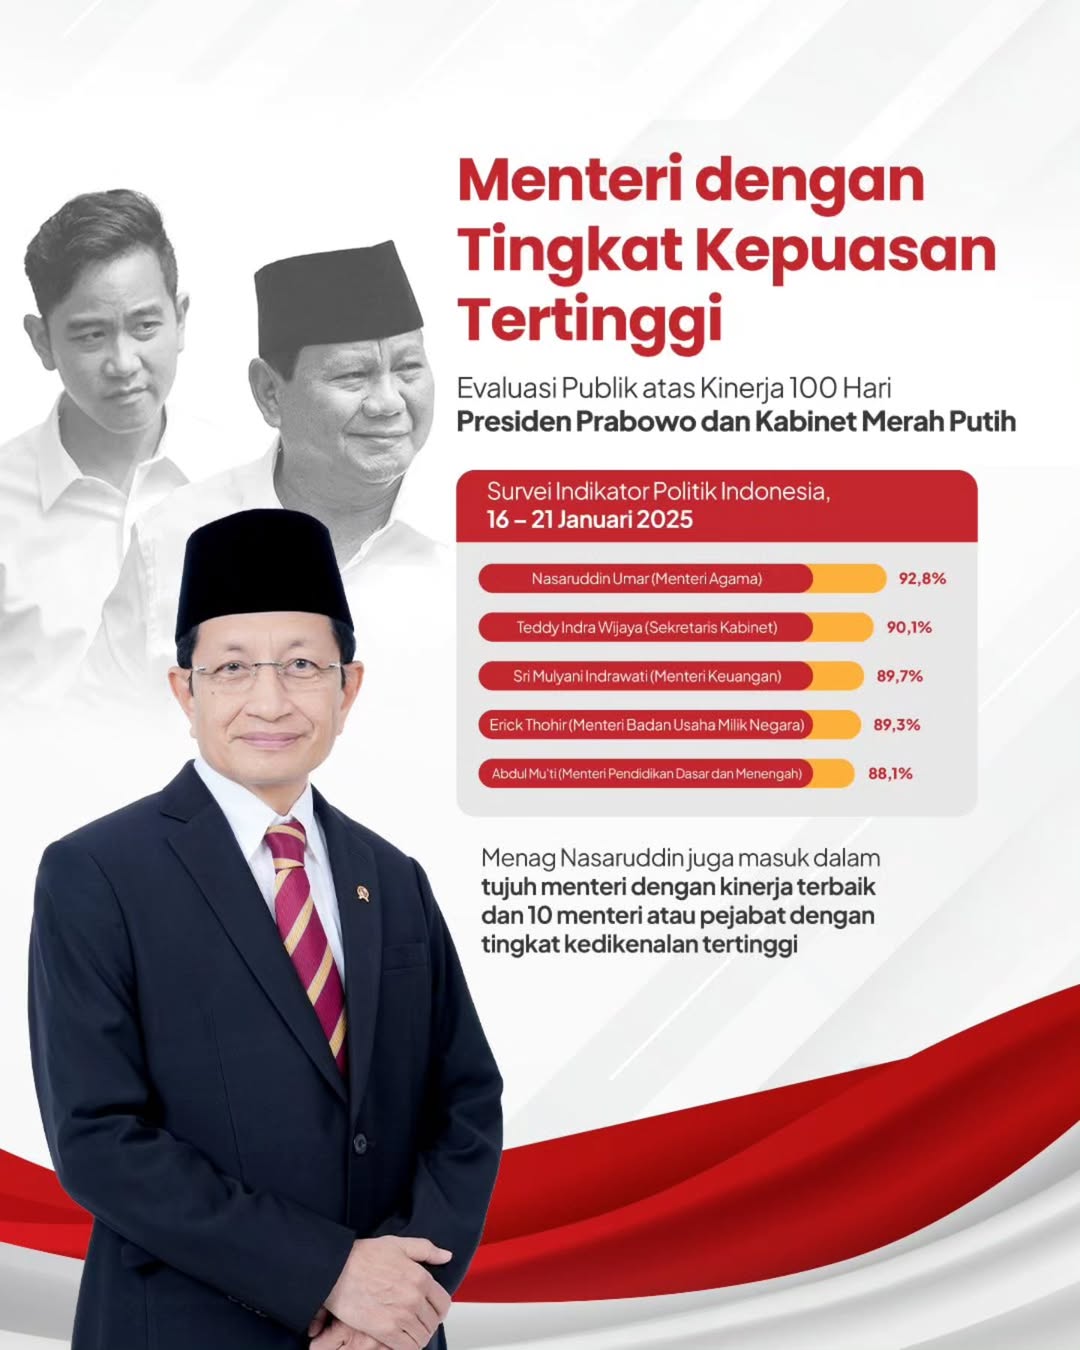 Menteri dengan
Tingkat Kepuasan
Tertinggi
Evaluasi Publik atas Kinerja 100 Hari
Presiden Prabowo dan Kabinet Merah Putih
Survei Indikator Politik Indonesia,
16 – 21 Januari 2025
Nasaruddin Umar (Menteri Agama) 92,8%
Teddy Indra Wijaya (Sekretaris Kabinet) 90,1%
Sri Mulyani Indrawati (Menteri Keuangan) 89,7%
Erick Thohir (Menteri Badan Usaha Milik Negara) 89,3%
Abdul Mu'ti (Menteri Pendidikan Dasar dan Menengah) 88,1%
Menag Nasaruddin juga masuk dalam
tujuh menteri dengan kinerja terbaik
dan 10 menteri atau pejabat dengan
tingkat kedikenalan tertinggi